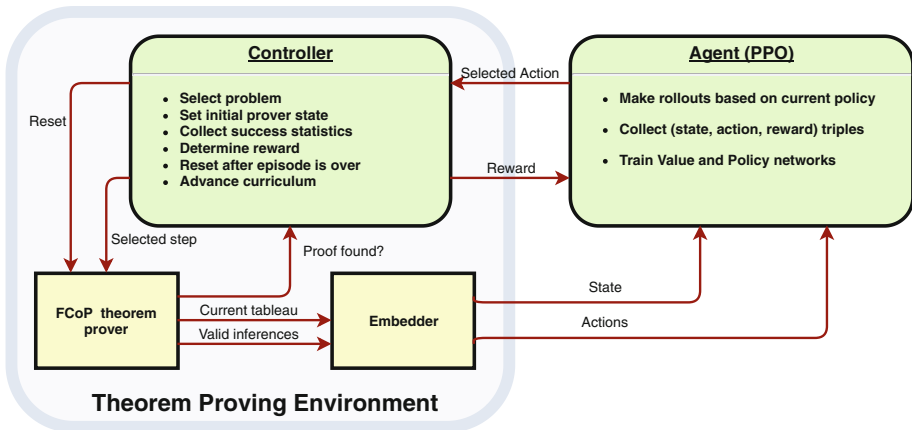 Controller
• Select problem
• Set initial prover state
• Collect success statistics
• Determine reward
• Reset after episode is over
• Advance curriculum
Agent (PPO)
• Make rollouts based on current policy
• Collect (state, action, reward) triples
• Train Value and Policy networks
Selected Action
Reward
Reset
Selected step
Proof found?
FCoP theorem
prover
Current tableau
Valid inferences
Embedder
State
Actions
Theorem Proving Environment